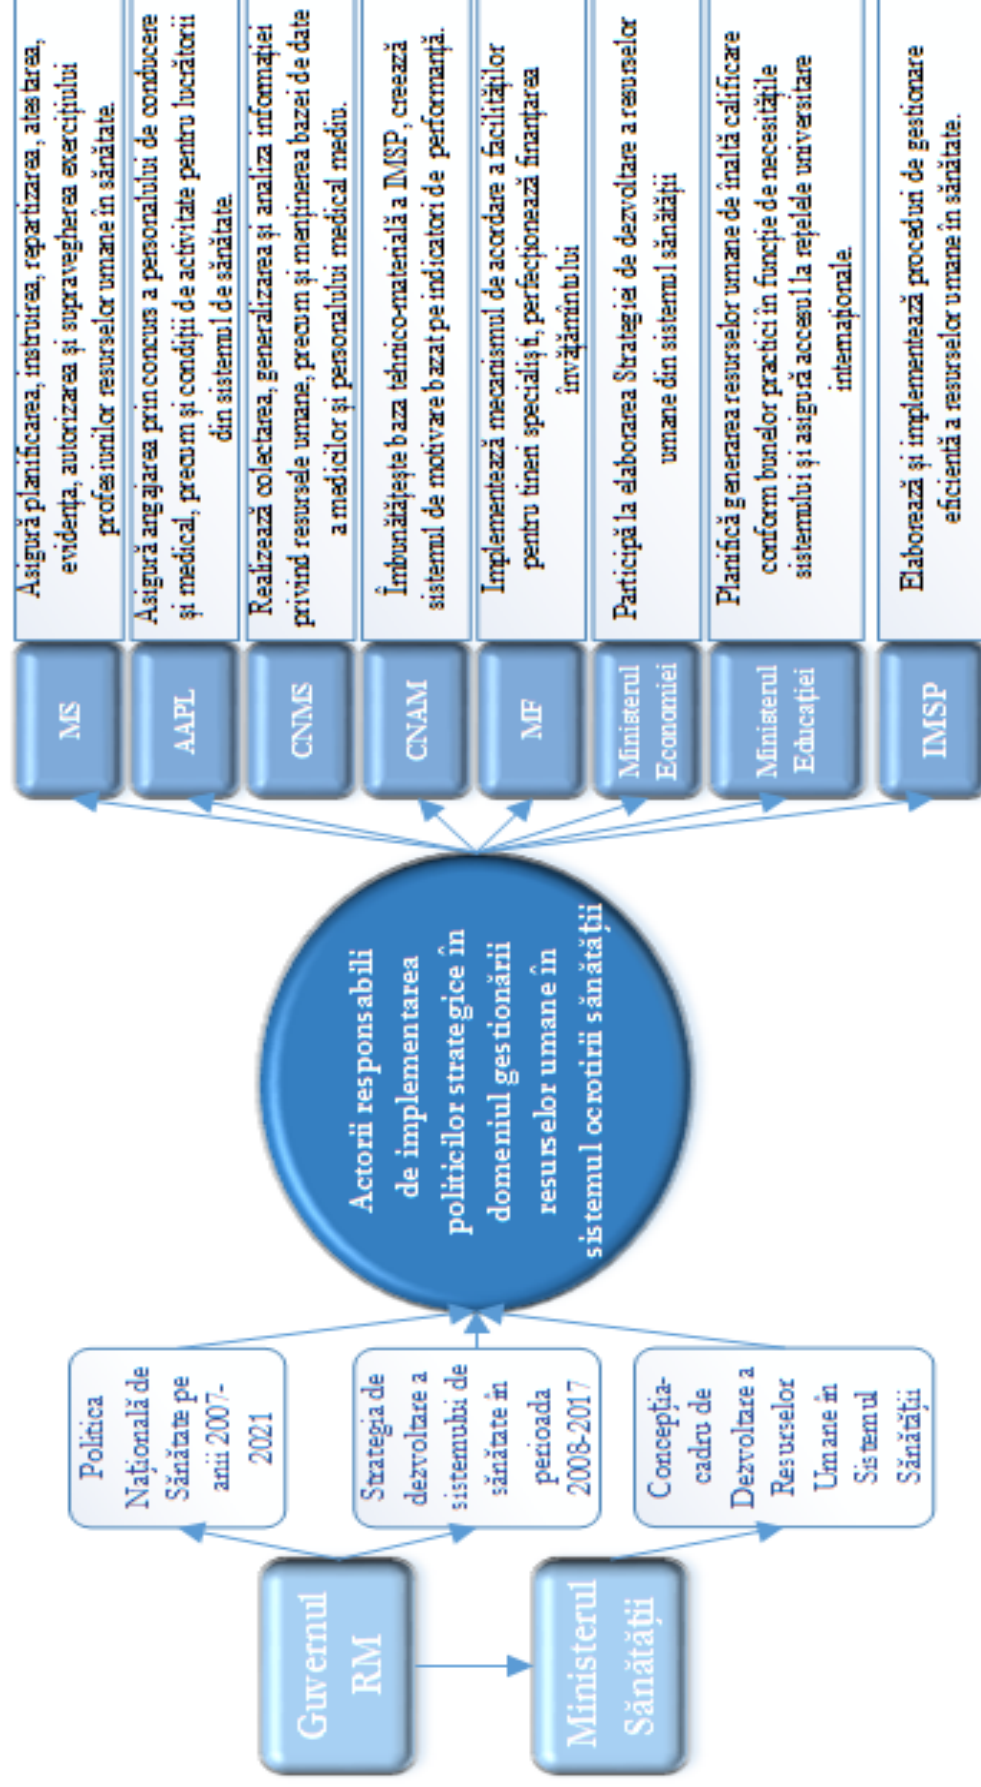 Guvernul
RM
Ministerul
Sănătății
Politica
Națională de
Sănătate pe
anii 2007-
2021
Strategia de
dezvoltare a
sistemului de
sănătate în
perioada
2008-2017
Concepția-
cadru de
Dezvoltare a
Resurselor
Umane în
Sistemul
Sănătății
Actorii responsabili
de implementarea
politicilor strategice în
domeniul gestionării
resurselor umane în
sistemul ocrotirii sănătății
MS
Asigură planificarea, instruirea, repartizarea, atestarea,
evidența, autorizarea și supravegherea exercițiului
profesiunilor resurselor umane în sănătate.
AAPL
Asigură angajarea prin concurs a personalului de conducere
și medical, precum și condiții de activitate pentru lucrătorii
din sistemul de sănătate.
CNMS
Realizează colectarea, generalizarea și analiza informației
privind resursele umane, precum și menținerea bazei de date
a medicilor și personalului medical mediu.
CNAM
Îmbunătățește baza tehnico-materială a IMSP, creează
sistemul de motivare bazat pe indicatori de performanță.
MF
Implementează mecanismul de acordare a facilităților
pentru tineri specialiști, perfecționează finanțarea
învățămîntului
Ministerul
Economiei
Participă la elaborarea Strategiei de dezvoltare a resurselor
umane din sistemul sănătății
Ministerul
Educației
Planifică generarea resurselor umane de înaltă calificare
conform bunelor practici în funcție de necesitățile
sistemului și asigură accesul la rețelele universitare
internaționale.
IMSP
Elaborează și implementează proceduri de gestionare
eficientă a resurselor umane în sănătate.